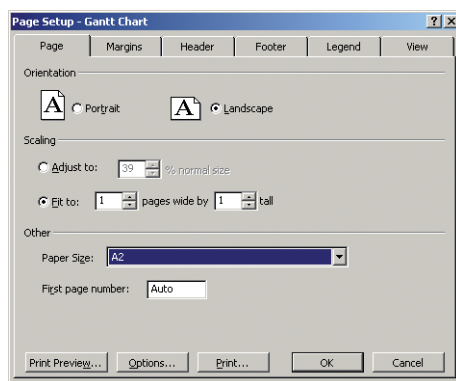 Page Setup - Gantt Chart
Page Margins Header Footer Legend View
Orientation
A Portrait A Landscape
Scaling
Adjust to: 39 % normal size
Fit to: 1 pages wide by 1 tall
Other
Paper Size: A2
First page number: Auto
Print Preview... Options... Print... OK Cancel